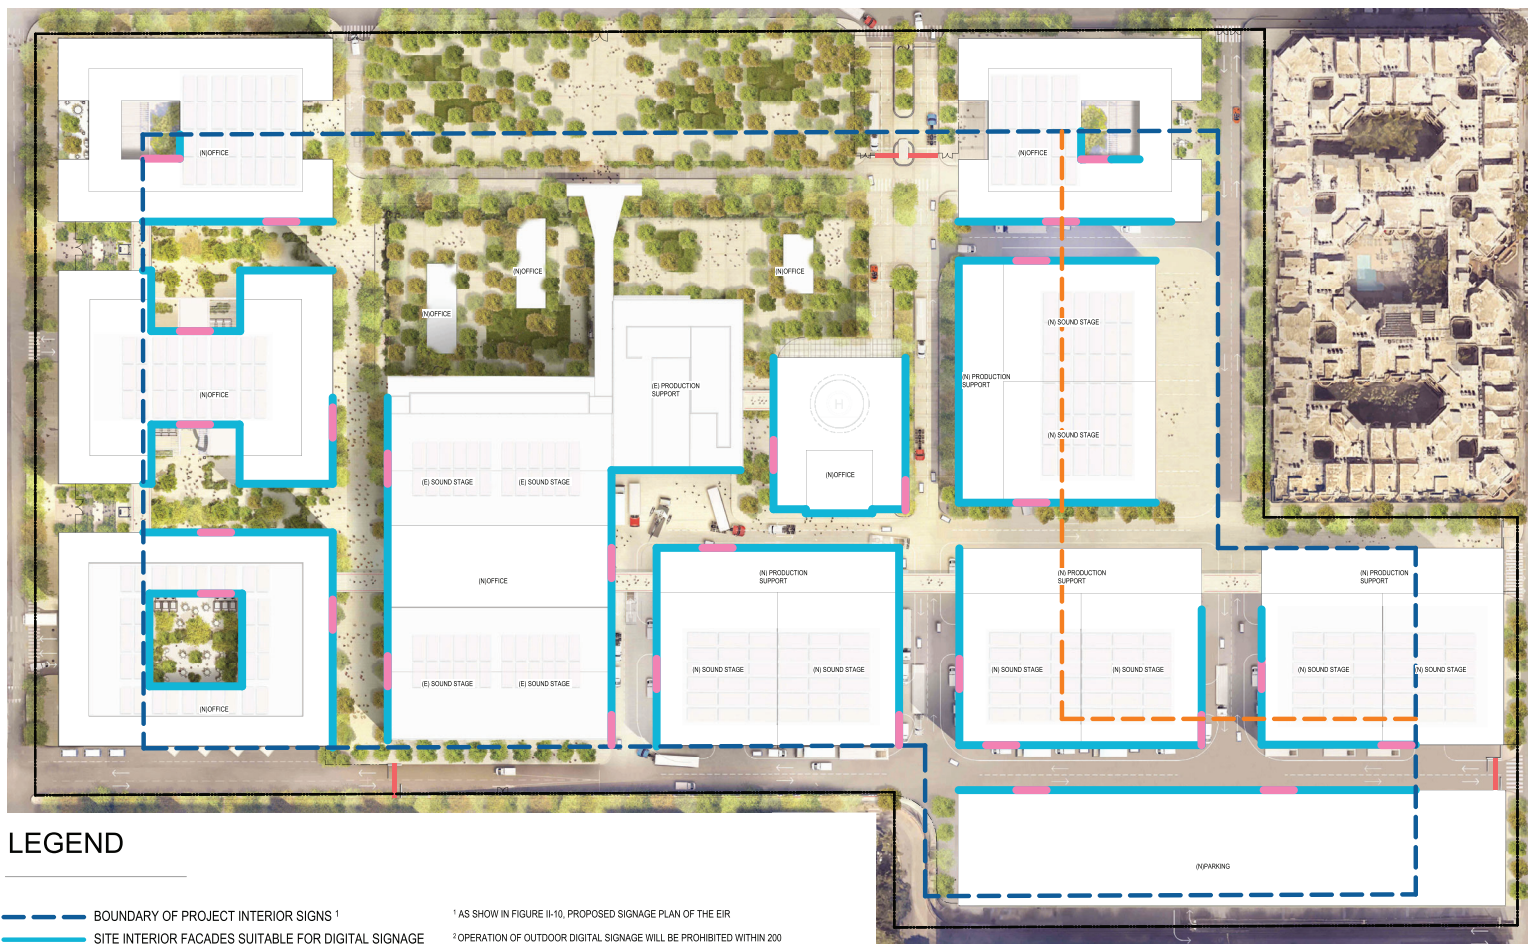 (N)OFFICE
(N)OFFICE
(N)OFFICE
(N)OFFICE
(N)OFFICE
(N) SOUND STAGE
(E) PRODUCTION
SUPPORT
(N) PRODUCTION
SUPPORT
(N)OFFICE
H
(N) SOUND STAGE
(N)OFFICE
(E) SOUND STAGE
(E) SOUND STAGE
(N)OFFICE
(N) PRODUCTION
SUPPORT
(N) PRODUCTION
SUPPORT
(N) PRODUCTION
SUPPORT
(N) SOUND STAGE
(N) SOUND STAGE
(N) SOUND STAGE
(N) SOUND STAGE
(N) SOUND STAGE
(N) SOUND STAGE
(E) SOUND STAGE
(E) SOUND STAGE
(N)OFFICE
(N)PARKING
LEGEND
BOUNDARY OF PROJECT INTERIOR SIGNS 1
SITE INTERIOR FACADES SUITABLE FOR DIGITAL SIGNAGE
1 AS SHOW IN FIGURE II-10, PROPOSED SIGNAGE PLAN OF THE EIR
2 OPERATION OF OUTDOOR DIGITAL SIGNAGE WILL BE PROHIBITED WITHIN 200